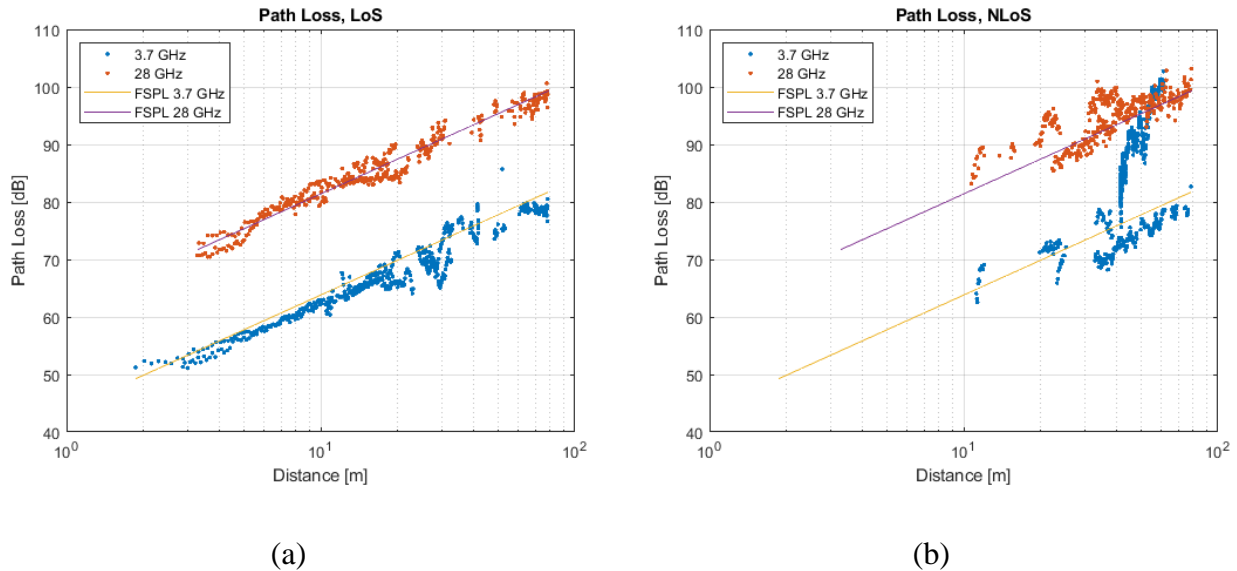 Path Loss, LoS
110
100
90
80
70
60
50
40
Path Loss [dB]
3.7 GHz
28 GHz
FSPL 3.7 GHz
FSPL 28 GHz
10^0 10^1 10^2
Distance [m]
(a)
Path Loss, NLoS
110
100
90
80
70
60
50
40
Path Loss [dB]
3.7 GHz
28 GHz
FSPL 3.7 GHz
FSPL 28 GHz
10^0 10^1 10^2
Distance [m]
(b)